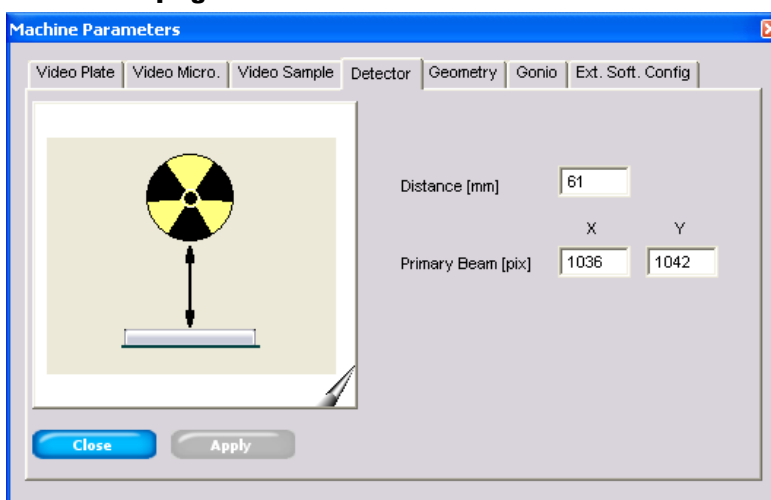 Machine Parameters
Video Plate Video Micro. Video Sample Detector Geometry Gonio Ext. Soft. Config
Distance [mm] 61
X Y
Primary Beam [pix] 1036 1042
Close Apply